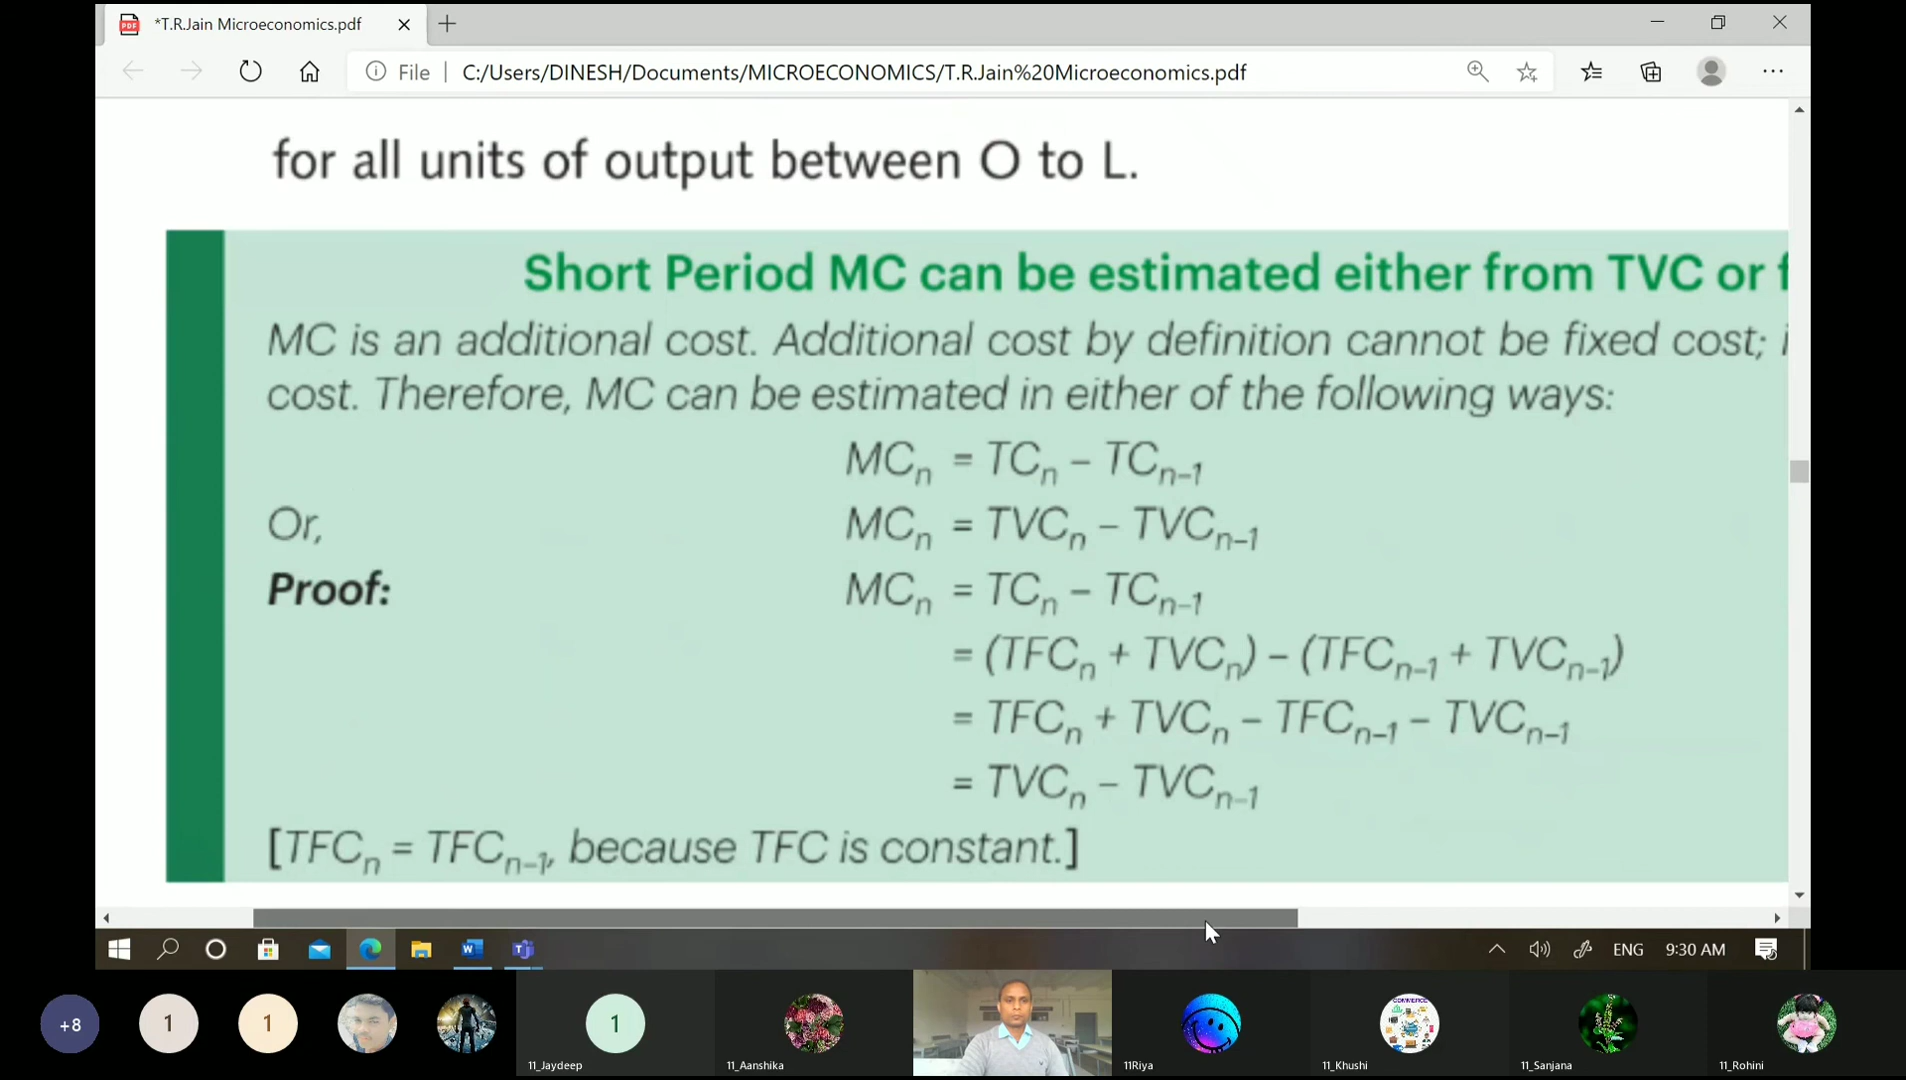 *T.R.Jain Microeconomics.pdf
File | C:/Users/DINESH/Documents/MICROECONOMICS/T.R.Jain%20Microeconomics.pdf
for all units of output between O to L.
Short Period MC can be estimated either from TVC or f
MC is an additional cost. Additional cost by definition cannot be fixed cost; i
cost. Therefore, MC can be estimated in either of the following ways:
MCₙ = TCₙ – TCₙ₋₁
Or, MCₙ = TVCₙ – TVCₙ₋₁
Proof: MCₙ = TCₙ – TCₙ₋₁
= (TFCₙ + TVCₙ) – (TFCₙ₋₁ + TVCₙ₋₁)
= TFCₙ + TVCₙ – TFCₙ₋₁ – TVCₙ₋₁
= TVCₙ – TVCₙ₋₁
[TFCₙ = TFCₙ₋₁, because TFC is constant.]
ENG 9:30 AM
+8 1 1 1
COMMERCE
11_Jaydeep 11_Aanshika 11Riya 11_Khushi 11_Sanjana 11_Rohini